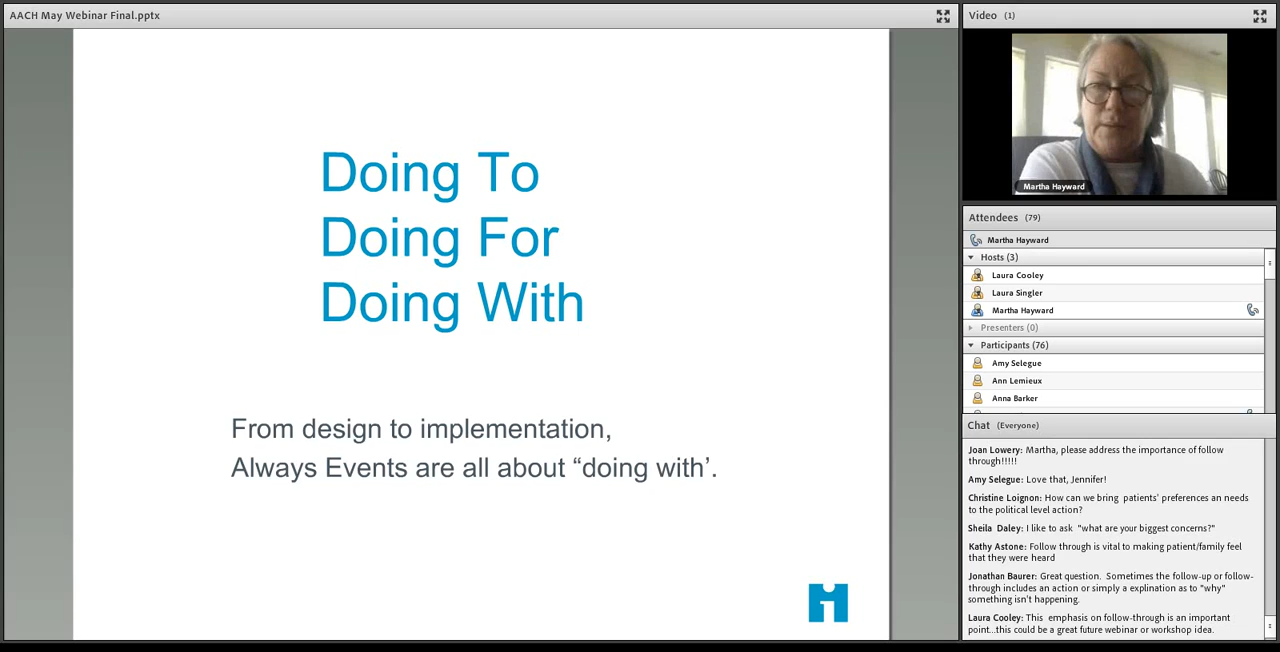 AACH May Webinar Final.pptx
Doing To
Doing For
Doing With
From design to implementation,
Always Events are all about “doing with’.
Video (1)
Martha Hayward
Attendees (79)
Martha Hayward
Hosts (3)
Laura Cooley
Laura Singler
Martha Hayward
Presenters (0)
Participants (76)
Amy Selegue
Ann Lemieux
Anna Barker
Chat (Everyone)
Joan Lowery: Martha, please address the importance of follow
through!!!!!
Amy Selegue: Love that, Jennifer!
Christine Loignon: How can we bring patients' preferences an needs
to the political level action?
Sheila Daley: I like to ask "what are your biggest concerns?"
Kathy Astone: Follow through is vital to making patient/family feel
that they were heard
Jonathan Baurer: Great question. Sometimes the follow-up or follow-
through includes an action or simply a explination as to "why"
something isn't happening.
Laura Cooley: This emphasis on follow-through is an important
point...this could be a great future webinar or workshop idea.